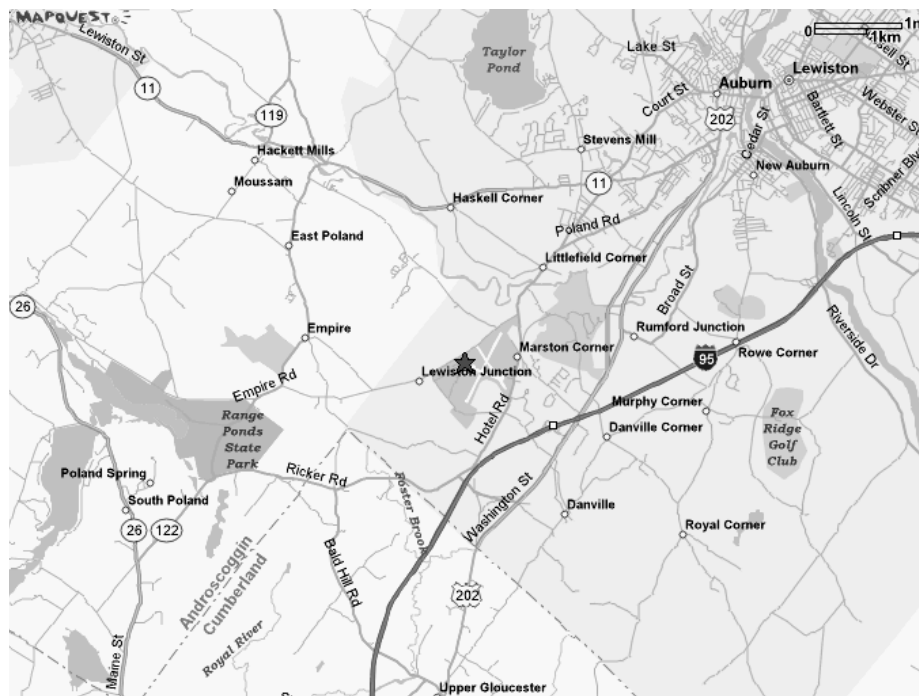 MAPQUEST
Lewiston St
11
119
Hackett Mills
Moussam
East Poland
26
Empire
Empire Rd
Range
Ponds
State
Park
Poland Spring
South Poland
26
122
Maine St
Androscoggin
Cumberland
Royal River
Ricker Rd
Bald Hill Rd
Foster Brook
Taylor
Pond
Lake St
Court St
Auburn
202
Lewiston
Cedar St
Bartlett St
Webster S
Scribner Blv
Lincoln St
Stevens Mill
11
New Auburn
Haskell Corner
Poland Rd
Littlefield Corner
Broad St
Marston Corner
Lewiston Junction
Hotel Rd
Rumford Junction
95
Rowe Corner
Riverside Dr
Murphy Corner
Danville Corner
Fox
Ridge
Golf
Club
Washington St
Danville
Royal Corner
202
Upper Gloucester
0
1m
1km